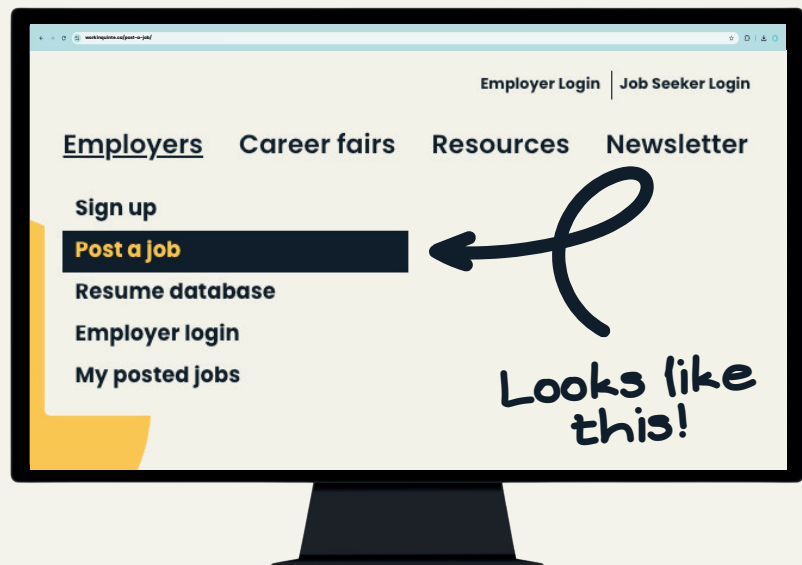 workinquinte.ca/post-a-job/
Employer Login | Job Seeker Login
Employers Career fairs Resources Newsletter
Sign up
Post a job
Resume database
Employer login
My posted jobs
Looks like
this!